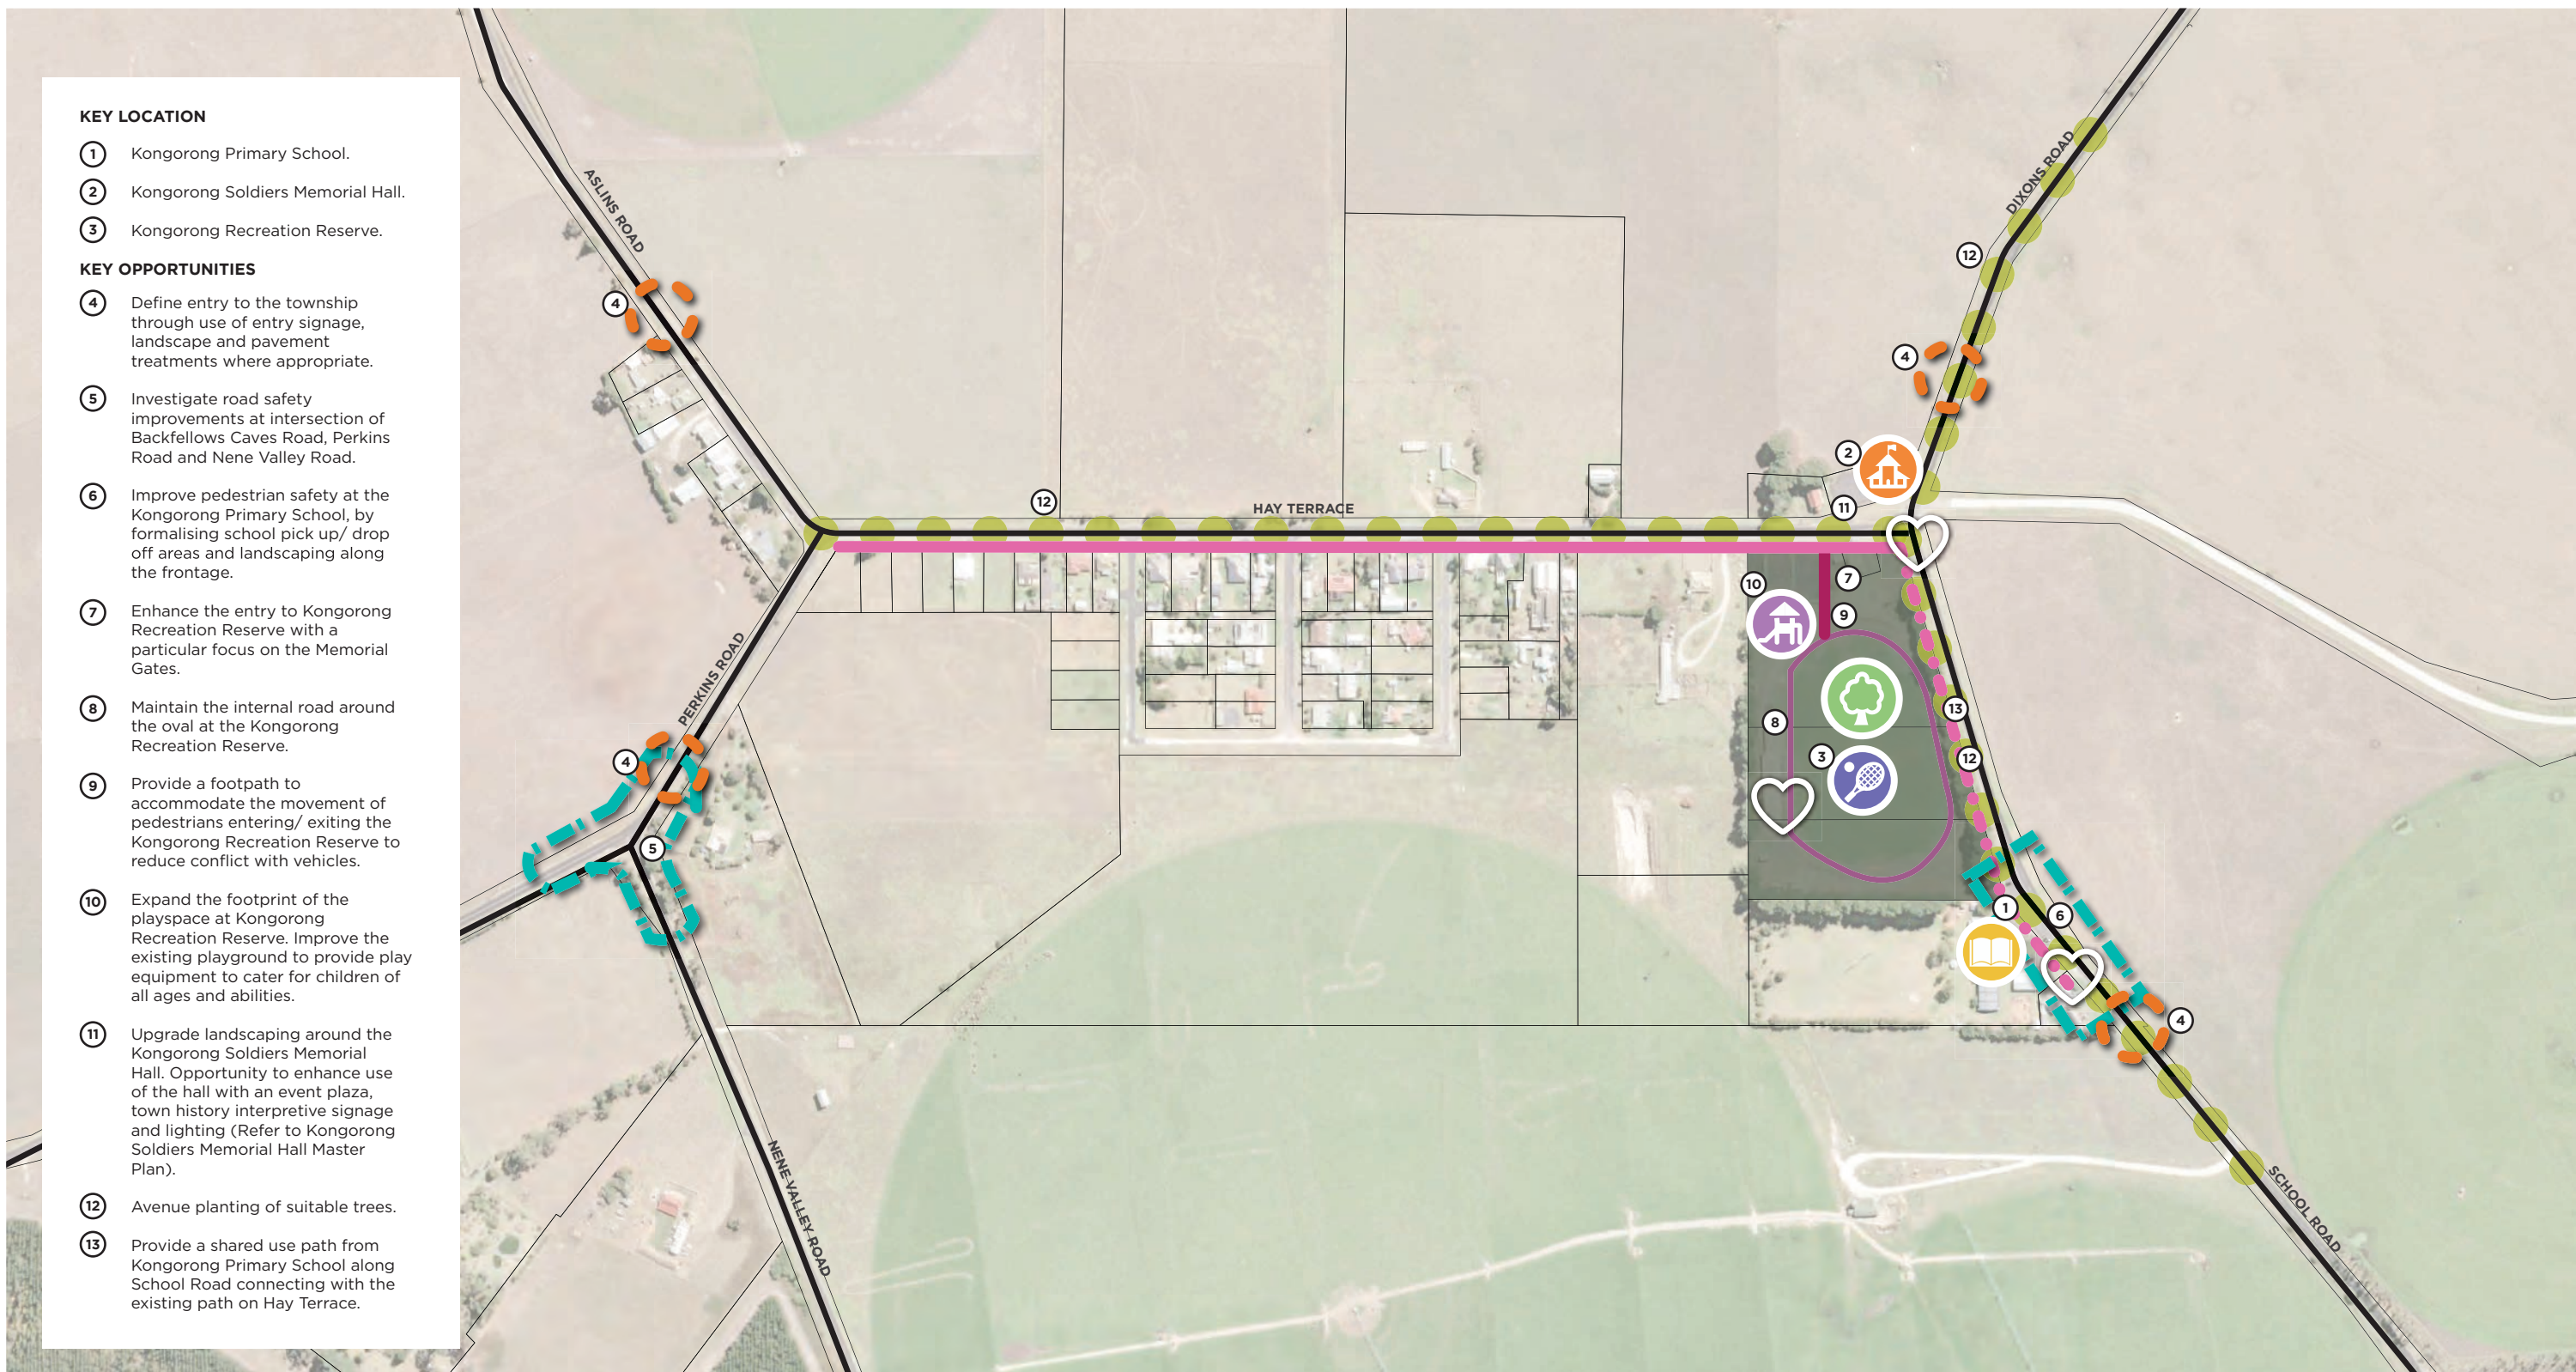 KEY LOCATION
1 Kongorong Primary School.
2 Kongorong Soldiers Memorial Hall.
3 Kongorong Recreation Reserve.
KEY OPPORTUNITIES
4 Define entry to the township
through use of entry signage,
landscape and pavement
treatments where appropriate.
5 Investigate road safety
improvements at intersection of
Backfellows Caves Road, Perkins
Road and Nene Valley Road.
6 Improve pedestrian safety at the
Kongorong Primary School, by
formalising school pick up/ drop
off areas and landscaping along
the frontage.
7 Enhance the entry to Kongorong
Recreation Reserve with a
particular focus on the Memorial
Gates.
8 Maintain the internal road around
the oval at the Kongorong
Recreation Reserve.
9 Provide a footpath to
accommodate the movement of
pedestrians entering/ exiting the
Kongorong Recreation Reserve to
reduce conflict with vehicles.
10 Expand the footprint of the
playspace at Kongorong
Recreation Reserve. Improve the
existing playground to provide play
equipment to cater for children of
all ages and abilities.
11 Upgrade landscaping around the
Kongorong Soldiers Memorial
Hall. Opportunity to enhance use
of the hall with an event plaza,
town history interpretive signage
and lighting (Refer to Kongorong
Soldiers Memorial Hall Master
Plan).
12 Avenue planting of suitable trees.
13 Provide a shared use path from
Kongorong Primary School along
School Road connecting with the
existing path on Hay Terrace.
ASLINS ROAD
4
DIXONS ROAD
12
4
2
11
12
HAY TERRACE
10
7
9
PERKINS ROAD
8
13
3
12
4
5
1
6
4
NENE VALLEY ROAD
SCHOOL ROAD